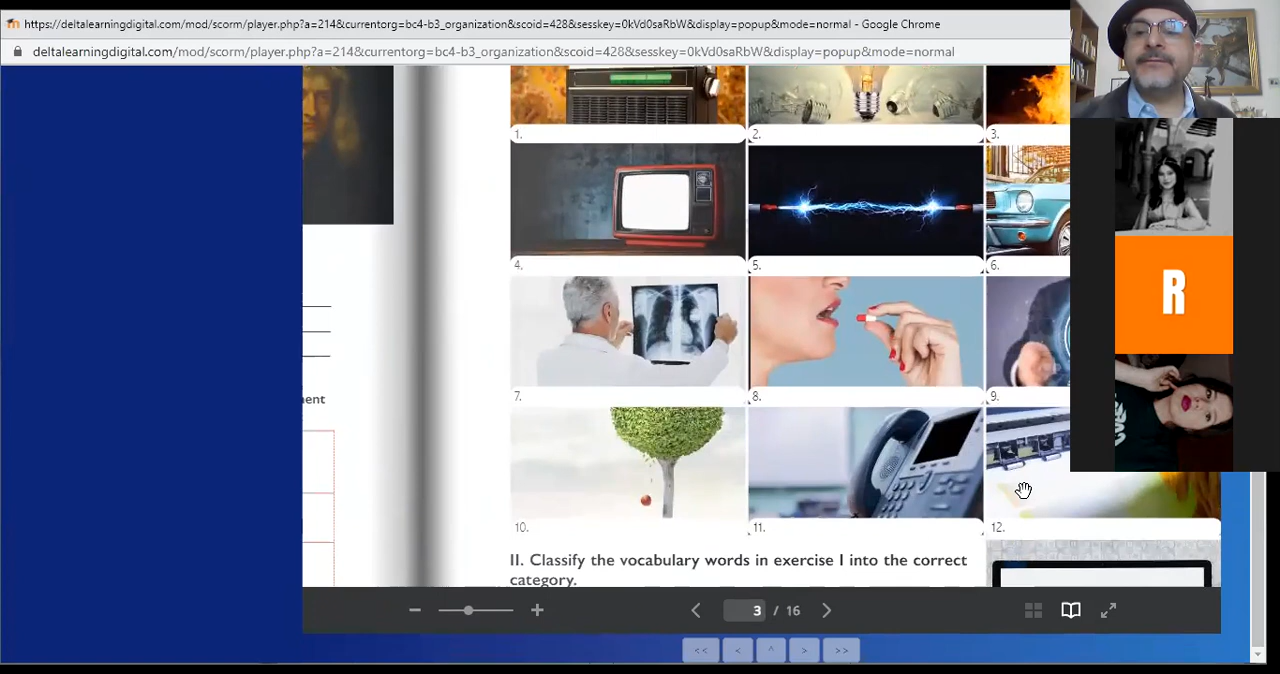 https://deltalearningdigital.com/mod/scorm/player.php?a=214&currentorg=bc4-b3_organization&scoid=428&sesskey=0kVd0saRbW&display=popup&mode=normal - Google Chrome
deltalearningdigital.com/mod/scorm/player.php?a=214&currentorg=bc4-b3_organization&scoid=428&sesskey=0kVd0saRbW&display=popup&mode=normal
1. 2. 3.
4. 5. 6.
R
7. 8. 9.
ent
10. 11. 12.
II. Classify the vocabulary words in exercise I into the correct
category.
3 / 16
<< < ^ > >>